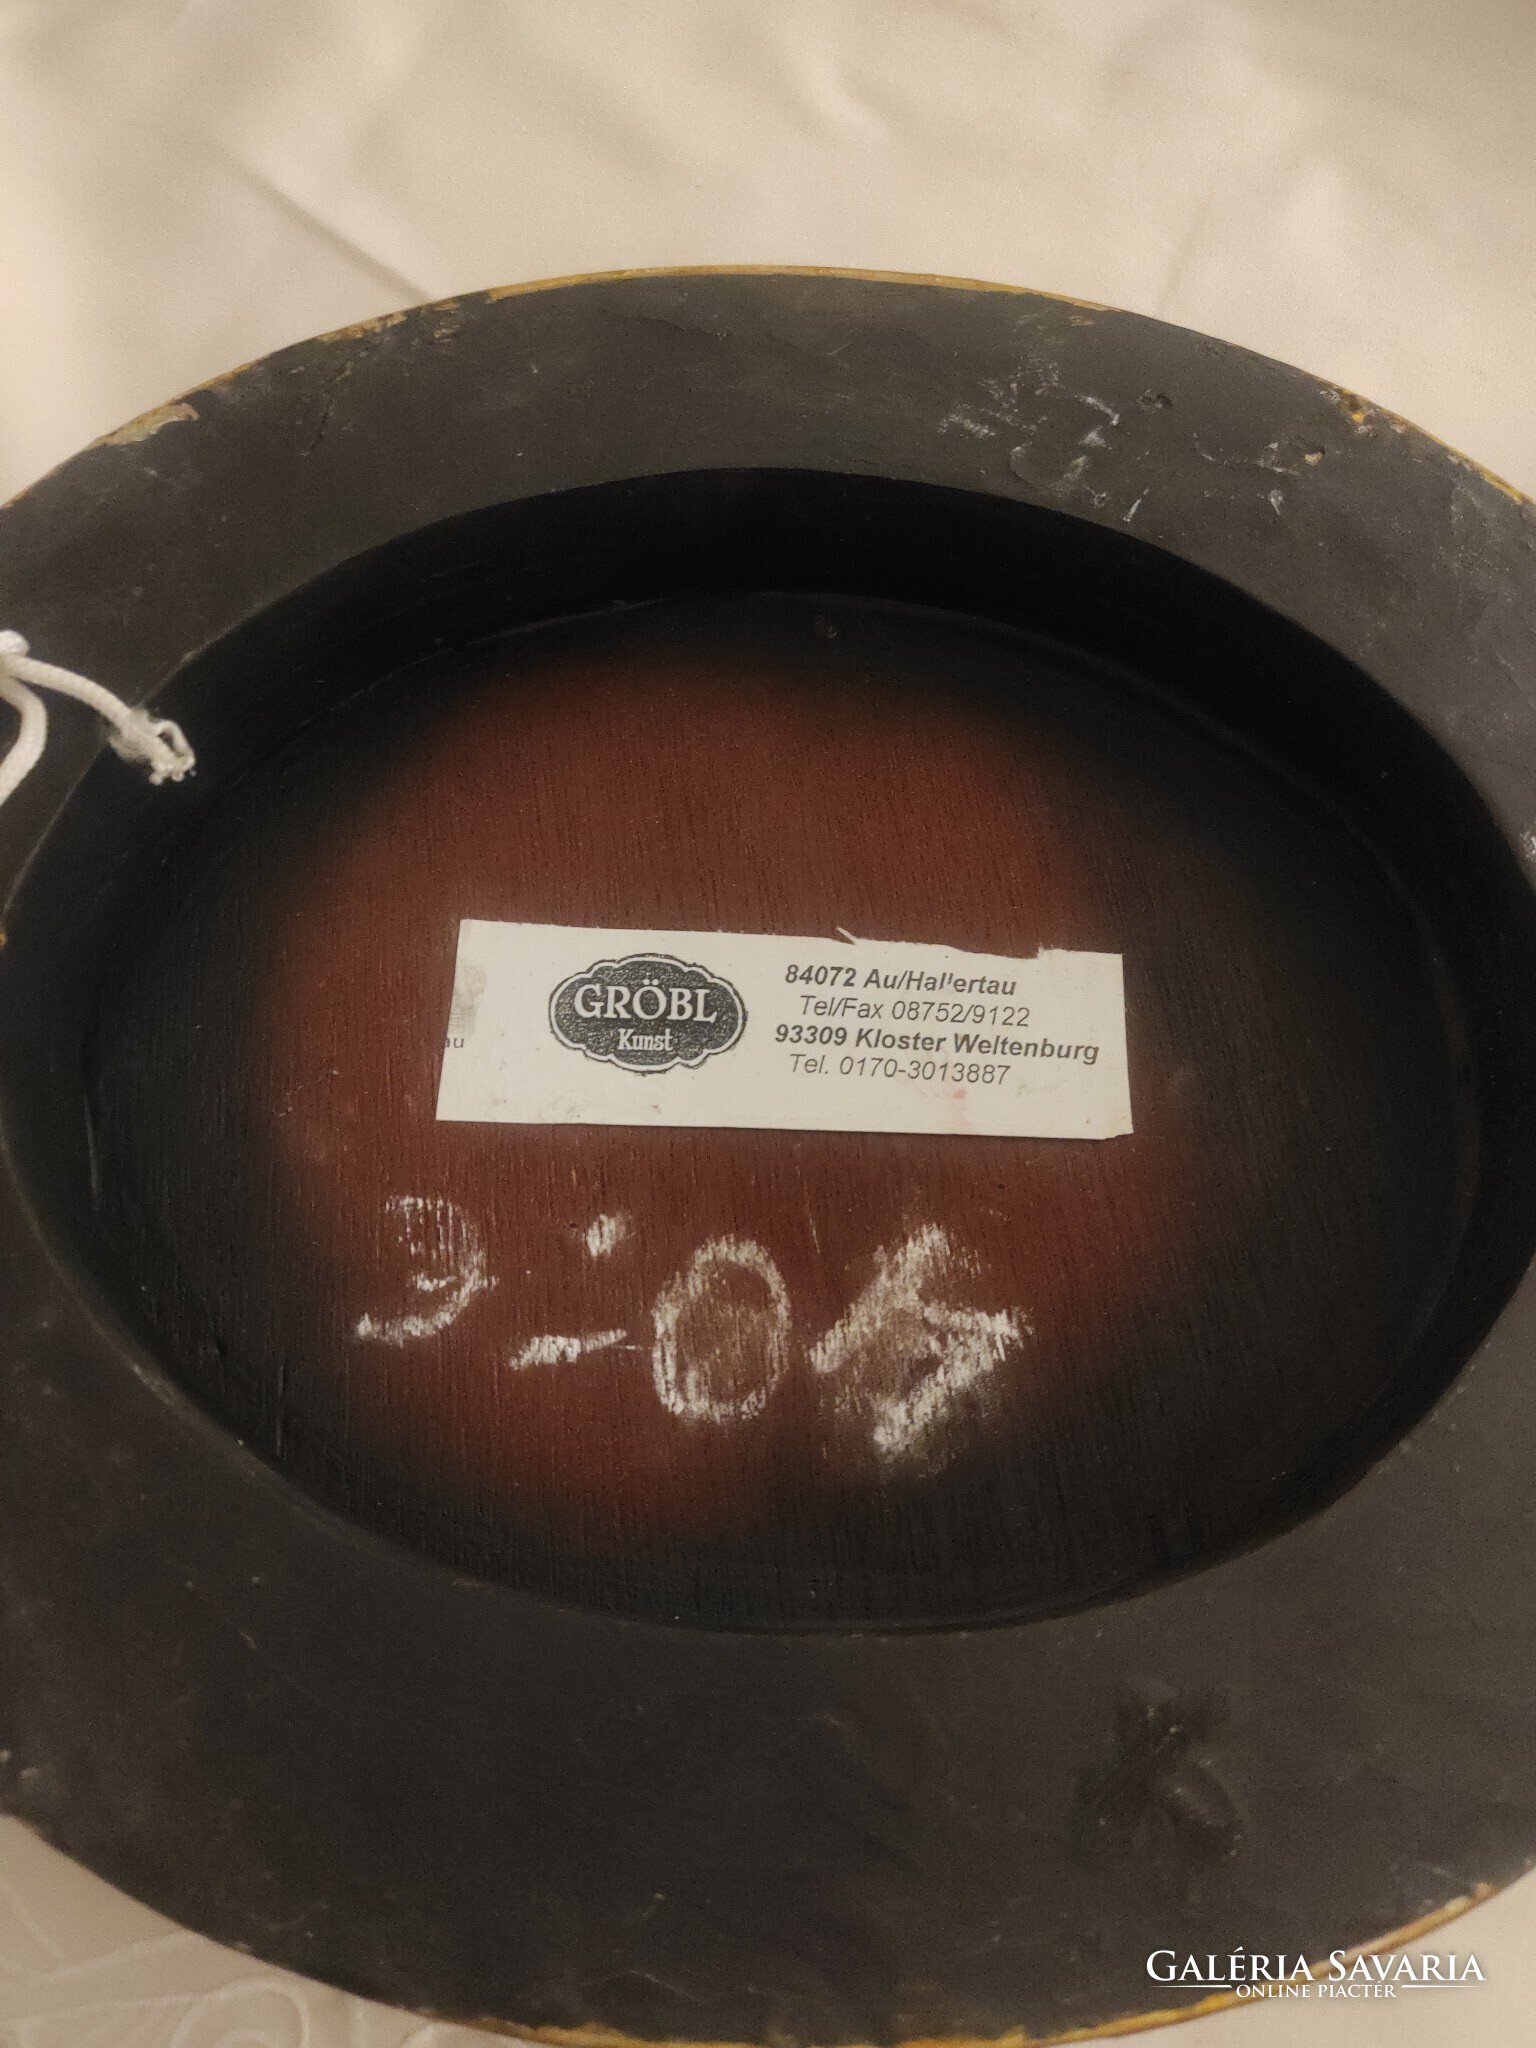 GRÖBL
Kunst
84072 Au/Hallertau
Tel/Fax 08752/9122
93309 Kloster Weltenburg
Tel. 0170-3013887
au
GALÉRIA SAVARIA
ONLINE PIACTÉR